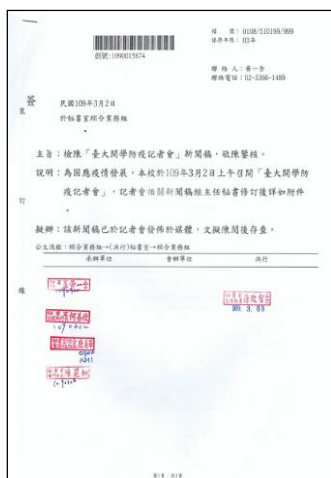 檔 號：0108/310199/999
保存年限：03年
創號:1090015674
聯絡人：黃一奇
聯絡電話：02-3366-1489
簽
民國109年3月2日
於秘書室綜合業務組
裝
主旨：檢陳「臺大開學防疫記者會」新聞稿，敬陳鑒核。
說明：為因應疫情發展，本校於109年3月2日上午召開「臺大開學防
疫記者會」，記者會相關新聞稿經主任秘書修訂後詳如附件
。
訂
擬辦：該新聞稿已於記者會發佈於媒體，文擬陳閱後存查。
公文流程：綜合業務組→(決行)秘書室→綜合業務組
承辦單位 會辦單位 決行
線
109. 3. 03